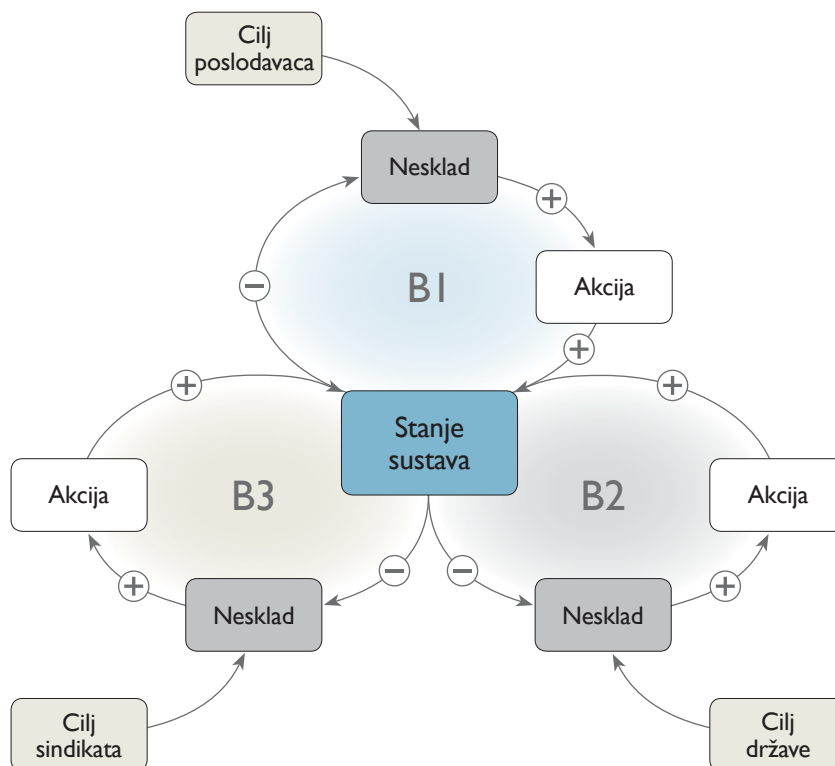 Cilj
poslodavaca
Nesklad
+
−
B1
Akcija
+
+
+
Stanje
sustava
Akcija
B3
B2
Akcija
−
−
+
+
Nesklad
Nesklad
Cilj
sindikata
Cilj
države